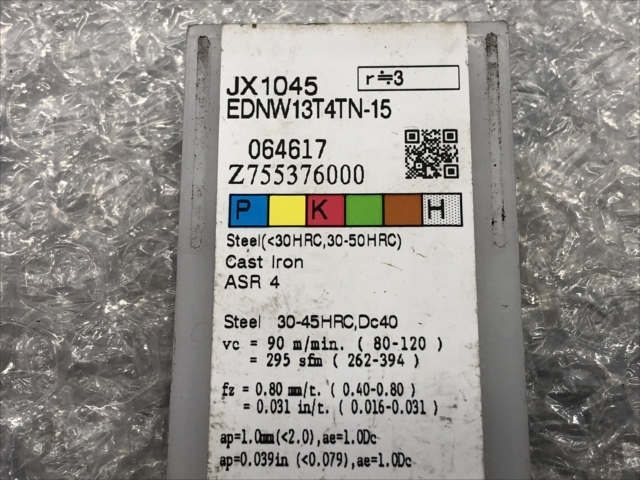 JX1045
r≒3
EDNW13T4TN-15
064617
Z755376000
P K H
Steel(<30HRC,30-50HRC)
Cast Iron
ASR 4
Steel 30-45HRC,Dc40
vc = 90 m/min. ( 80-120 )
= 295 sfm ( 262-394 )
fz = 0.80 mm/t. ( 0.40-0.80 )
= 0.031 in/t. ( 0.016-0.031 )
ap=1.0mm(<2.0),ae=1.0Dc
ap=0.039in (<0.079),ae=1.0Dc